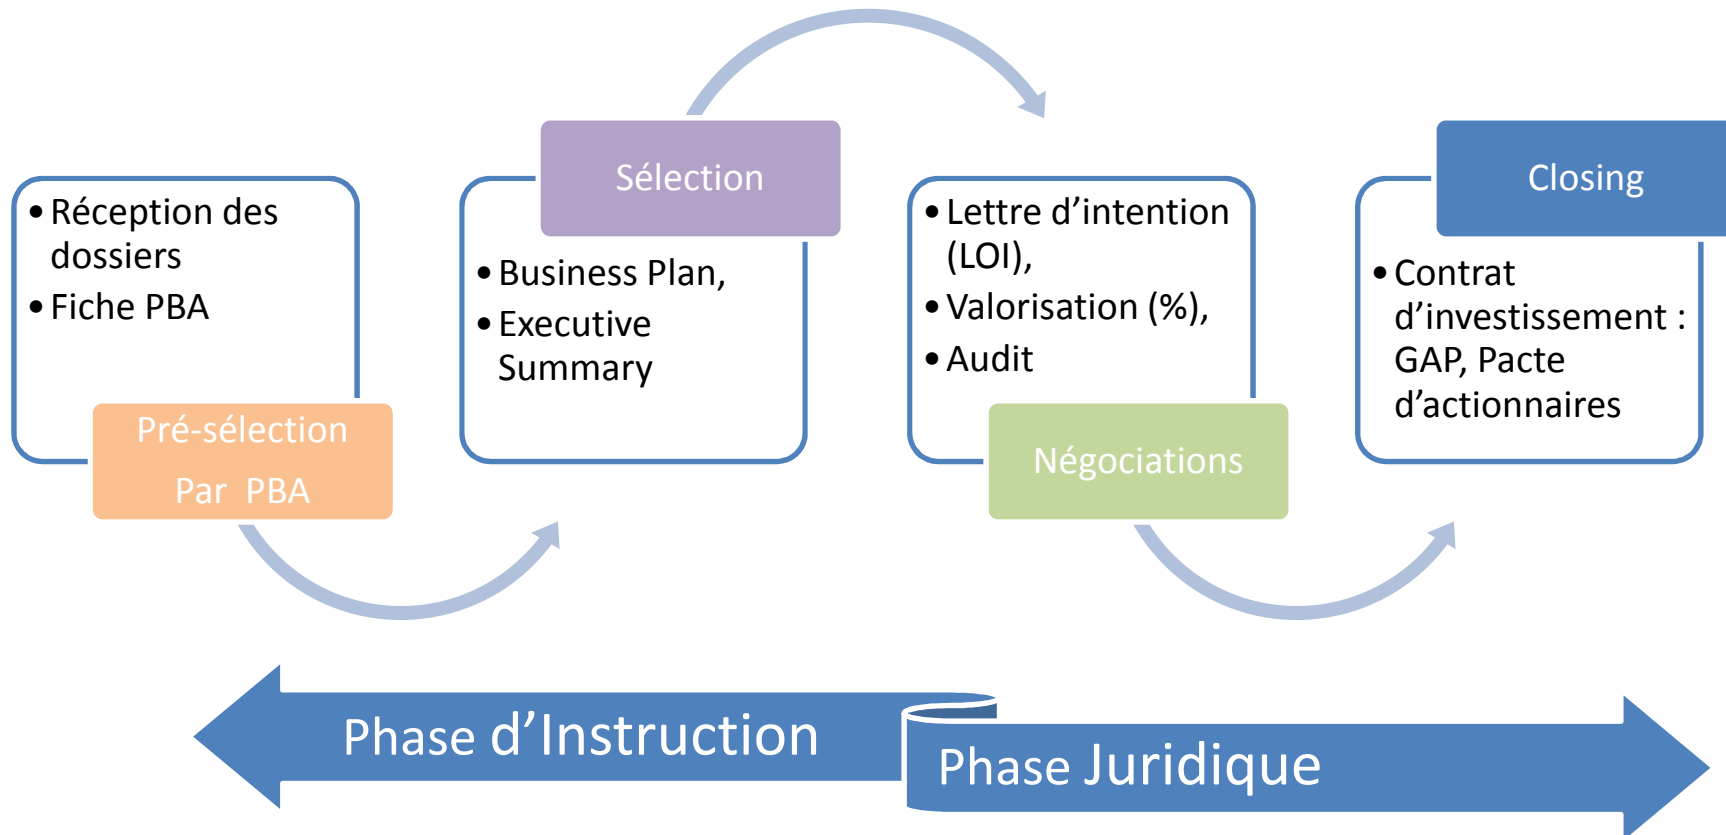 • Réception des
dossiers
• Fiche PBA
Pré-sélection
Par PBA
Sélection
• Business Plan,
• Executive
Summary
• Lettre d’intention
(LOI),
• Valorisation (%),
• Audit
Négociations
Closing
• Contrat
d’investissement :
GAP, Pacte
d’actionnaires
Phase d’Instruction
Phase Juridique